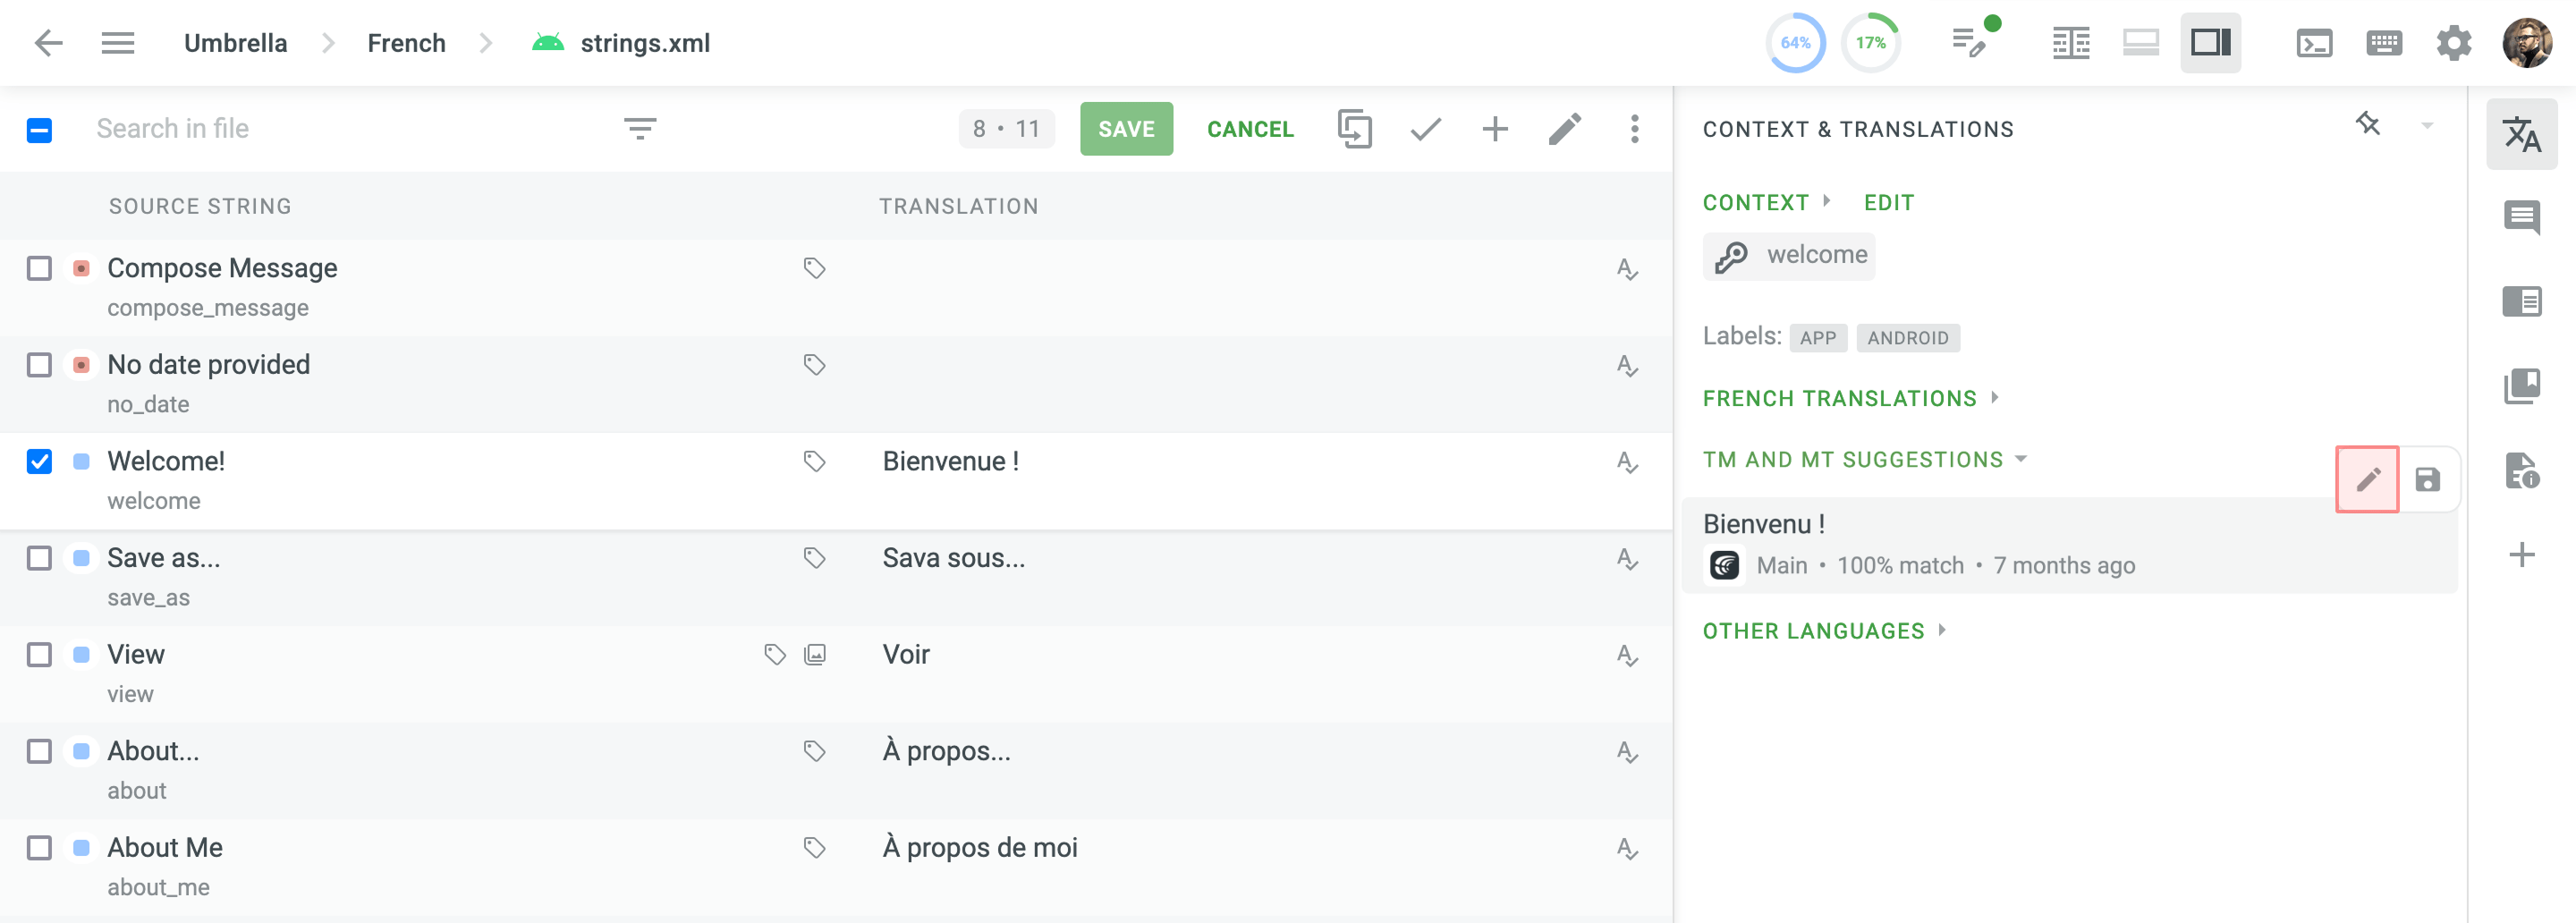 Umbrella > French > strings.xml
64% 17%
Search in file
8 • 11 SAVE CANCEL
SOURCE STRING TRANSLATION
Compose Message
compose_message
No date provided
no_date
Welcome! Bienvenue !
welcome
Save as... Sava sous...
save_as
View Voir
view
About... À propos...
about
About Me À propos de moi
about_me
CONTEXT & TRANSLATIONS
CONTEXT EDIT
welcome
Labels: APP ANDROID
FRENCH TRANSLATIONS
TM AND MT SUGGESTIONS
Bienvenu !
Main • 100% match • 7 months ago
OTHER LANGUAGES